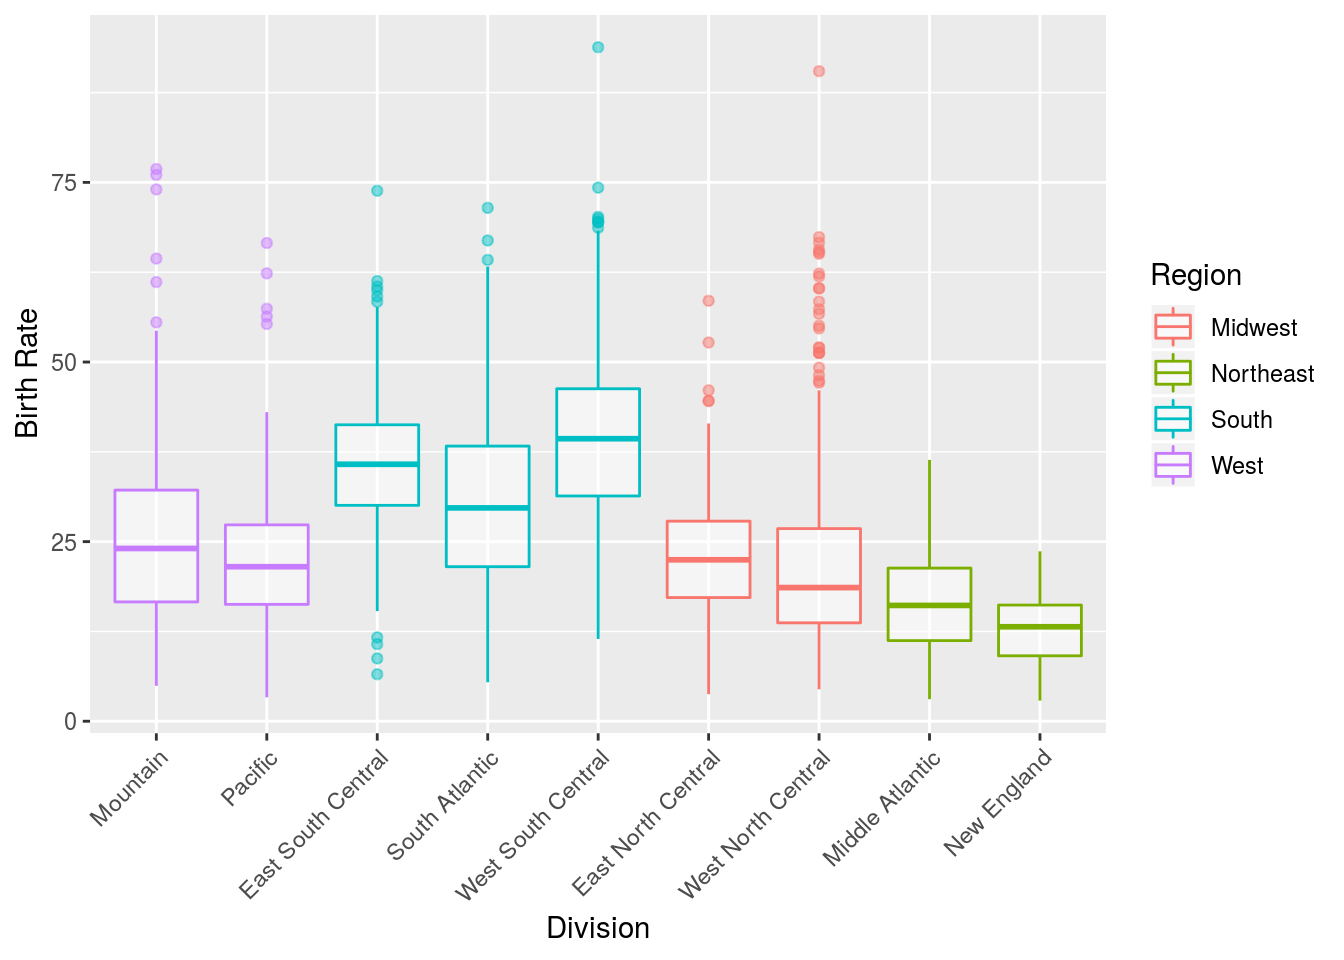 Birth Rate
75
50
25
0
Mountain
Pacific
East South Central
South Atlantic
West South Central
East North Central
West North Central
Middle Atlantic
New England
Division
Region
Midwest
Northeast
South
West